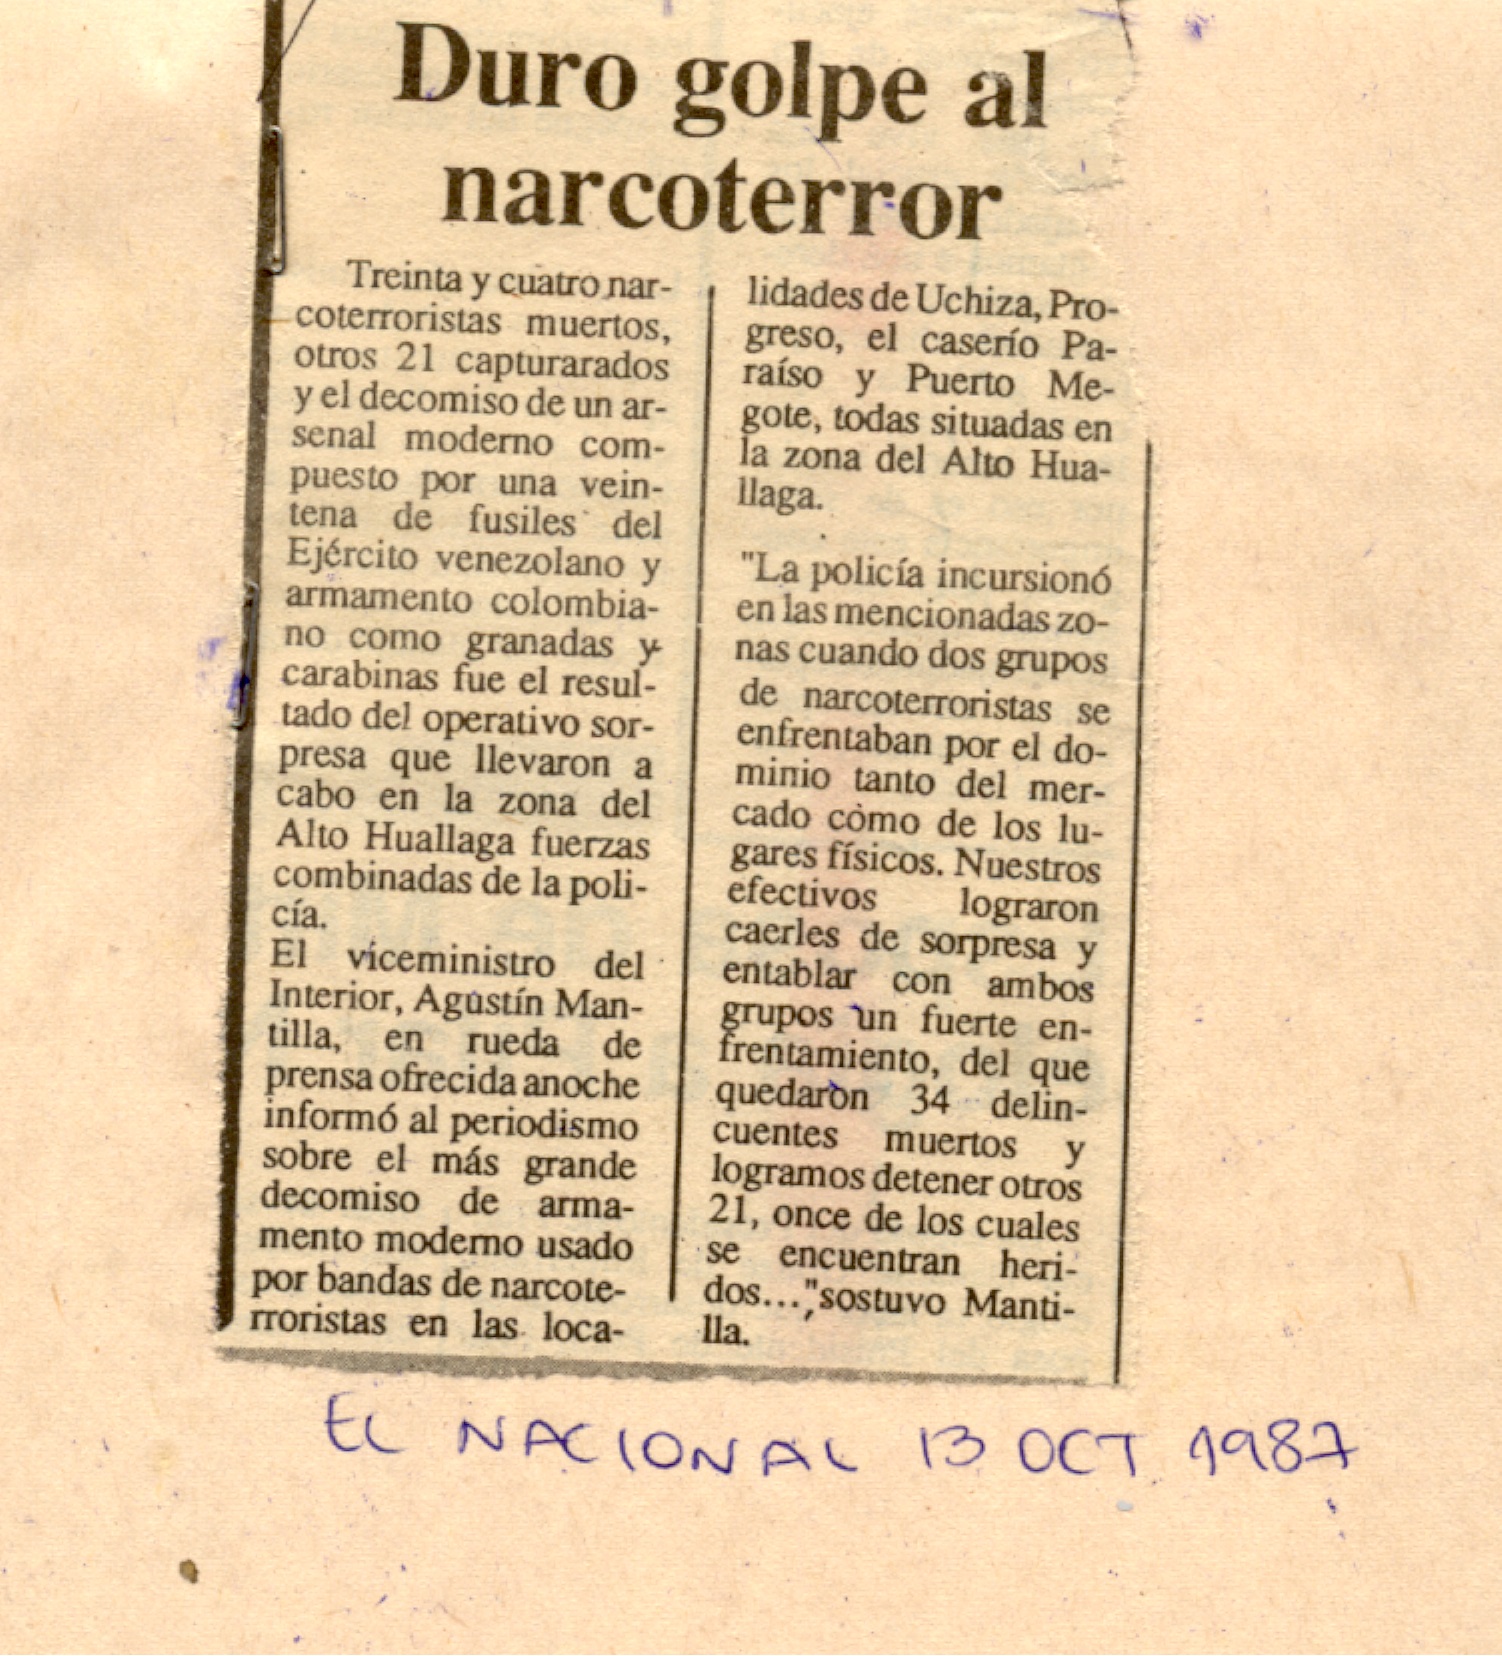 Duro golpe al
narcoterror
Treinta y cuatro nar-
coterroristas muertos,
otros 21 capturarados
y el decomiso de un ar-
senal moderno com-
puesto por una vein-
tena de fusiles del
Ejército venezolano y
armamento colombia-
no como granadas y
carabinas fue el resul-
tado del operativo sor-
presa que llevaron a
cabo en la zona del
Alto Huallaga fuerzas
combinadas de la poli-
cía.
El viceministro del
Interior, Agustín Man-
tilla, en rueda de
prensa ofrecida anoche
informó al periodismo
sobre el más grande
decomiso de arma-
mento moderno usado
por bandas de narcote-
rroristas en las loca-
lidades de Uchiza, Pro-
greso, el caserío Pa-
raíso y Puerto Me-
gote, todas situadas en
la zona del Alto Hua-
llaga.
"La policía incursionó
en las mencionadas zo-
nas cuando dos grupos
de narcoterroristas se
enfrentaban por el do-
minio tanto del mer-
cado como de los lu-
gares físicos. Nuestros
efectivos lograron
caerles de sorpresa y
entablar con ambos
grupos un fuerte en-
frentamiento, del que
quedaron 34 delin-
cuentes muertos y
logramos detener otros
21, once de los cuales
se encuentran heri-
dos...", sostuvo Manti-
lla.
EL NACIONAL 13 OCT 1987